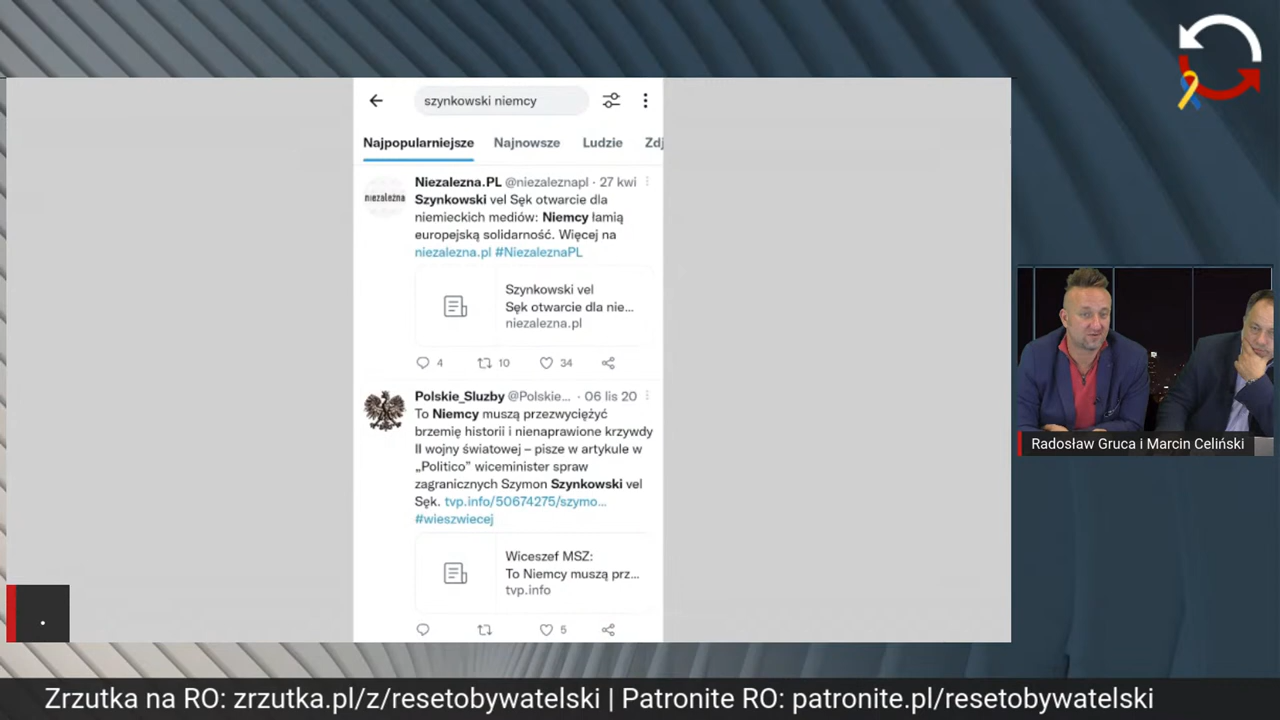 szynkowski niemcy
Najpopularniejsze Najnowsze Ludzie Zdj
Niezalezna.PL @niezaleznapl · 27 kwi
niezależna
Szynkowski vel Sęk otwarcie dla
niemieckich mediów: Niemcy łamią
europejską solidarność. Więcej na
niezalezna.pl #NiezaleznaPL
Szynkowski vel
Sęk otwarcie dla nie...
niezalezna.pl
4 10 34
Polskie_Sluzby @Polskie... · 06 lis 20
To Niemcy muszą przezwyciężyć
brzemię historii i nienaprawione krzywdy
II wojny światowej – pisze w artykule w
„Politico” wiceminister spraw
zagranicznych Szymon Szynkowski vel
Sęk. tvp.info/50674275/szymo...
#wieszwiecej
Wiceszef MSZ:
To Niemcy muszą prz...
tvp.info
5
Radosław Gruca i Marcin Celiński
.
Zrzutka na RO: zrzutka.pl/z/resetobywatelski | Patronite RO: patronite.pl/resetobywatelski